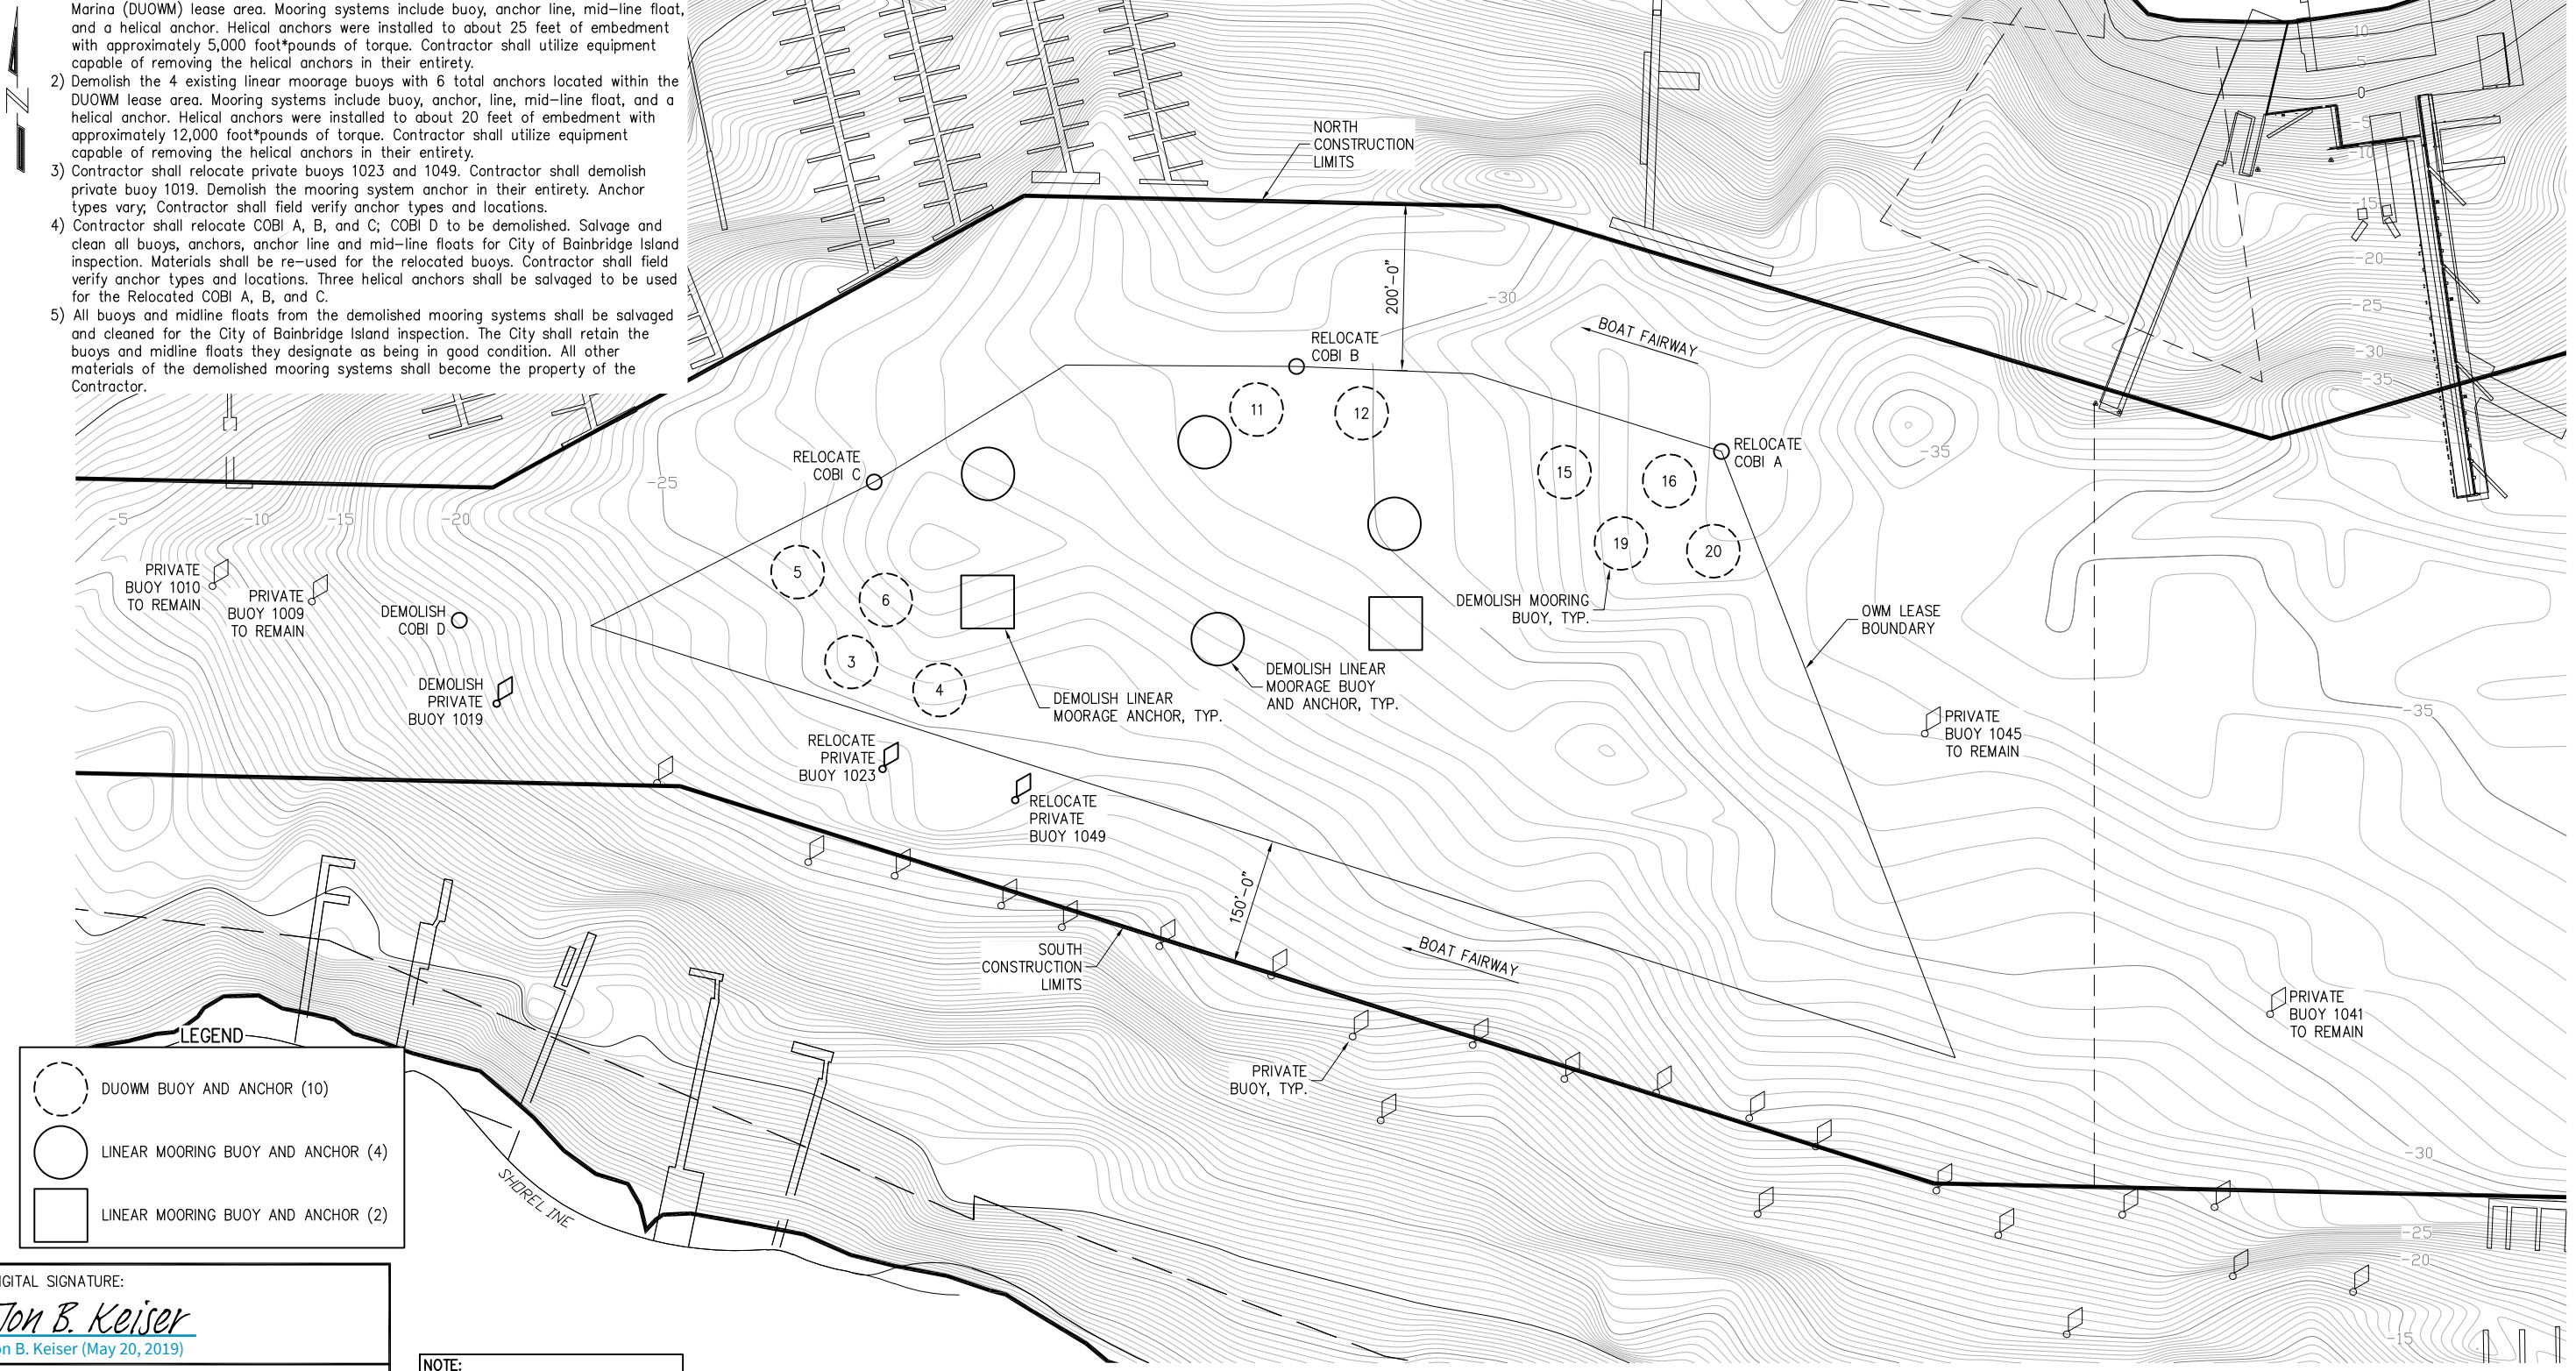 Marina (DUOWM) lease area. Mooring systems include buoy, anchor line, mid-line float,
and a helical anchor. Helical anchors were installed to about 25 feet of embedment
with approximately 5,000 foot*pounds of torque. Contractor shall utilize equipment
capable of removing the helical anchors in their entirety.
2) Demolish the 4 existing linear moorage buoys with 6 total anchors located within the
DUOWM lease area. Mooring systems include buoy, anchor, line, mid-line float, and a
helical anchor. Helical anchors were installed to about 20 feet of embedment with
approximately 12,000 foot*pounds of torque. Contractor shall utilize equipment
capable of removing the helical anchors in their entirety.
3) Contractor shall relocate private buoys 1023 and 1049. Contractor shall demolish
private buoy 1019. Demolish the mooring system anchor in their entirety. Anchor
types vary; Contractor shall field verify anchor types and locations.
4) Contractor shall relocate COBI A, B, and C; COBI D to be demolished. Salvage and
clean all buoys, anchors, anchor line and mid-line floats for City of Bainbridge Island
inspection. Materials shall be re-used for the relocated buoys. Contractor shall field
verify anchor types and locations. Three helical anchors shall be salvaged to be used
for the Relocated COBI A, B, and C.
5) All buoys and midline floats from the demolished mooring systems shall be salvaged
and cleaned for the City of Bainbridge Island inspection. The City shall retain the
buoys and midline floats they designate as being in good condition. All other
materials of the demolished mooring systems shall become the property of the
Contractor.
N
NORTH
CONSTRUCTION
LIMITS
200'-0"
-30
BOAT FAIRWAY
RELOCATE
COBI B
11
12
RELOCATE
COBI C
RELOCATE
COBI A
15
16
19
20
10
5
0
-5
-10
-15
-20
-25
-30
-35
-35
-25
-5
-10
-15
-20
PRIVATE
BUOY 1010
TO REMAIN
PRIVATE
BUOY 1009
TO REMAIN
DEMOLISH
COBI D
5
6
3
4
DEMOLISH MOORING
BUOY, TYP.
OWM LEASE
BOUNDARY
DEMOLISH
PRIVATE
BUOY 1019
DEMOLISH LINEAR
MOORAGE ANCHOR, TYP.
DEMOLISH LINEAR
MOORAGE BUOY
AND ANCHOR, TYP.
PRIVATE
BUOY 1045
TO REMAIN
-35
RELOCATE
PRIVATE
BUOY 1023
RELOCATE
PRIVATE
BUOY 1049
150'-0"
SOUTH
CONSTRUCTION
LIMITS
BOAT FAIRWAY
PRIVATE
BUOY 1041
TO REMAIN
PRIVATE
BUOY, TYP.
-30
-25
-20
-15
SHORELINE
LEGEND
DUOWM BUOY AND ANCHOR (10)
LINEAR MOORING BUOY AND ANCHOR (4)
LINEAR MOORING BUOY AND ANCHOR (2)
IGITAL SIGNATURE:
Jon B. Keiser
on B. Keiser (May 20, 2019)
NOTE: